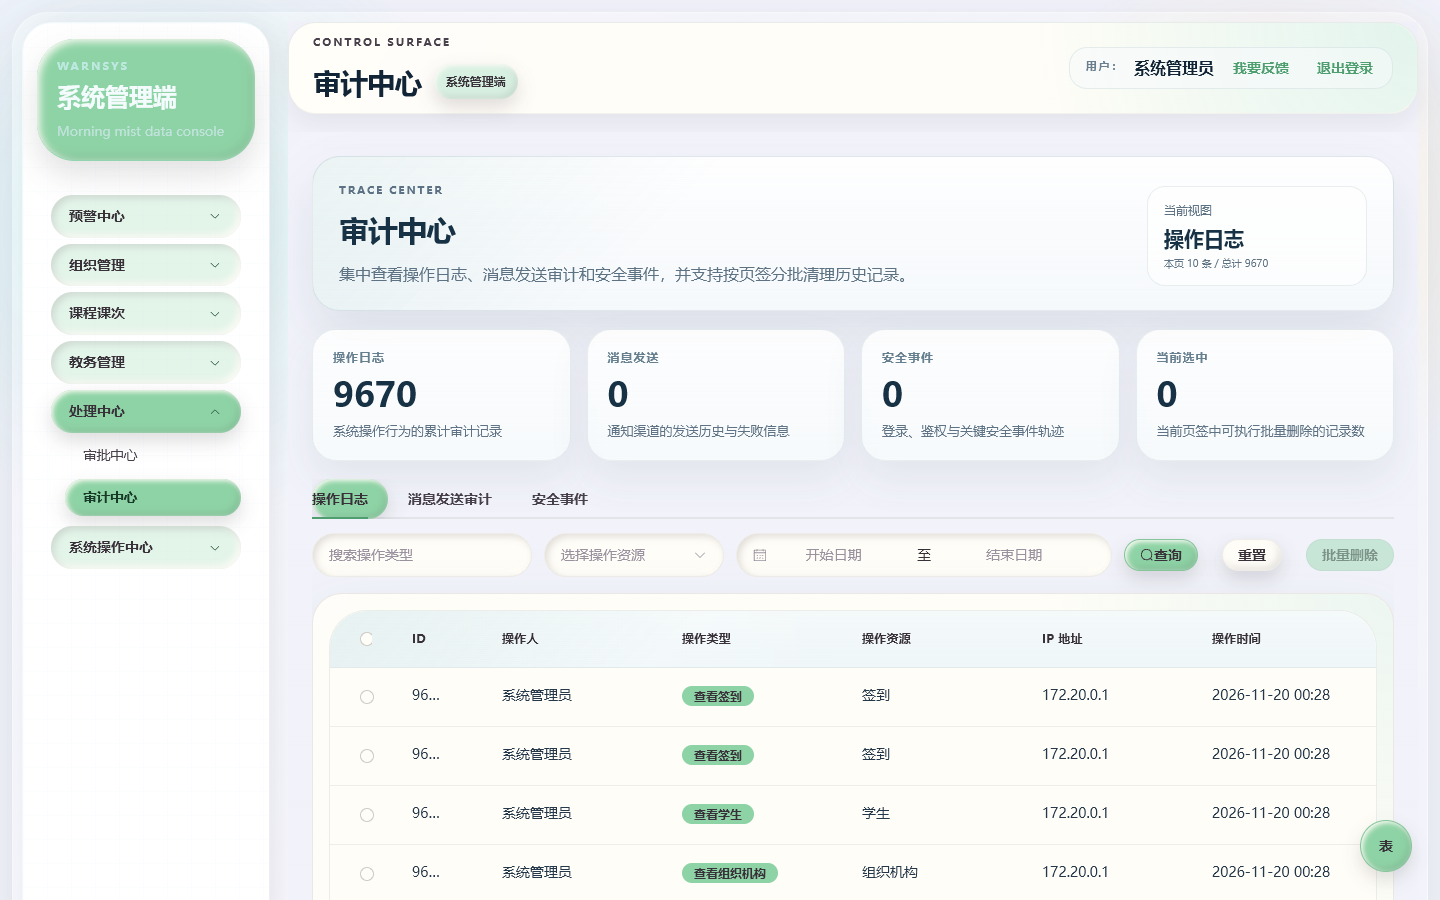 WARNSYS
系统管理端
Morning mist data console
预警中心
组织管理
课程课次
教务管理
处理中心
审批中心
审计中心
系统操作中心
CONTROL SURFACE
审计中心 系统管理端
用户： 系统管理员 我要反馈 退出登录
TRACE CENTER
审计中心
集中查看操作日志、消息发送审计和安全事件，并支持按页签分批清理历史记录。
当前视图
操作日志
本页 10 条 / 总计 9670
操作日志
9670
系统操作行为的累计审计记录
消息发送
0
通知渠道的发送历史与失败信息
安全事件
0
登录、鉴权与关键安全事件轨迹
当前选中
0
当前页签中可执行批量删除的记录数
操作日志 消息发送审计 安全事件
搜索操作类型 选择操作资源 开始日期 至 结束日期 查询 重置 批量删除
ID 操作人 操作类型 操作资源 IP 地址 操作时间
96... 系统管理员 查看签到 签到 172.20.0.1 2026-11-20 00:28
96... 系统管理员 查看签到 签到 172.20.0.1 2026-11-20 00:28
96... 系统管理员 查看学生 学生 172.20.0.1 2026-11-20 00:28
96... 系统管理员 查看组织机构 组织机构 172.20.0.1 2026-11-20 00:28
表